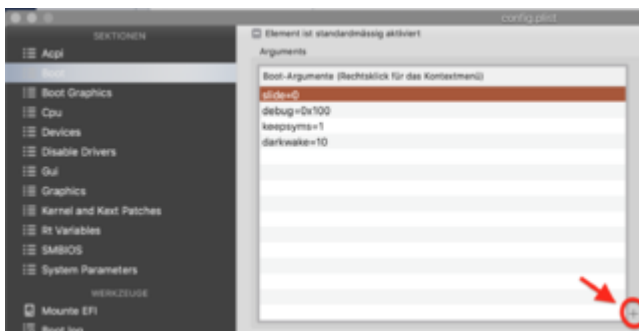 config.plist
SEKTIONEN
Acpi
Boot
Boot Graphics
Cpu
Devices
Disable Drivers
Gui
Graphics
Kernel and Kext Patches
Rt Variables
SMBIOS
System Parameters
WERKZEUGE
Mounte EFI
Boot.log
Element ist standardmässig aktiviert
Arguments
Boot-Argumente (Rechtsklick für das Kontextmenü)
slide=0
debug=0x100
keepsyms=1
darkwake=10